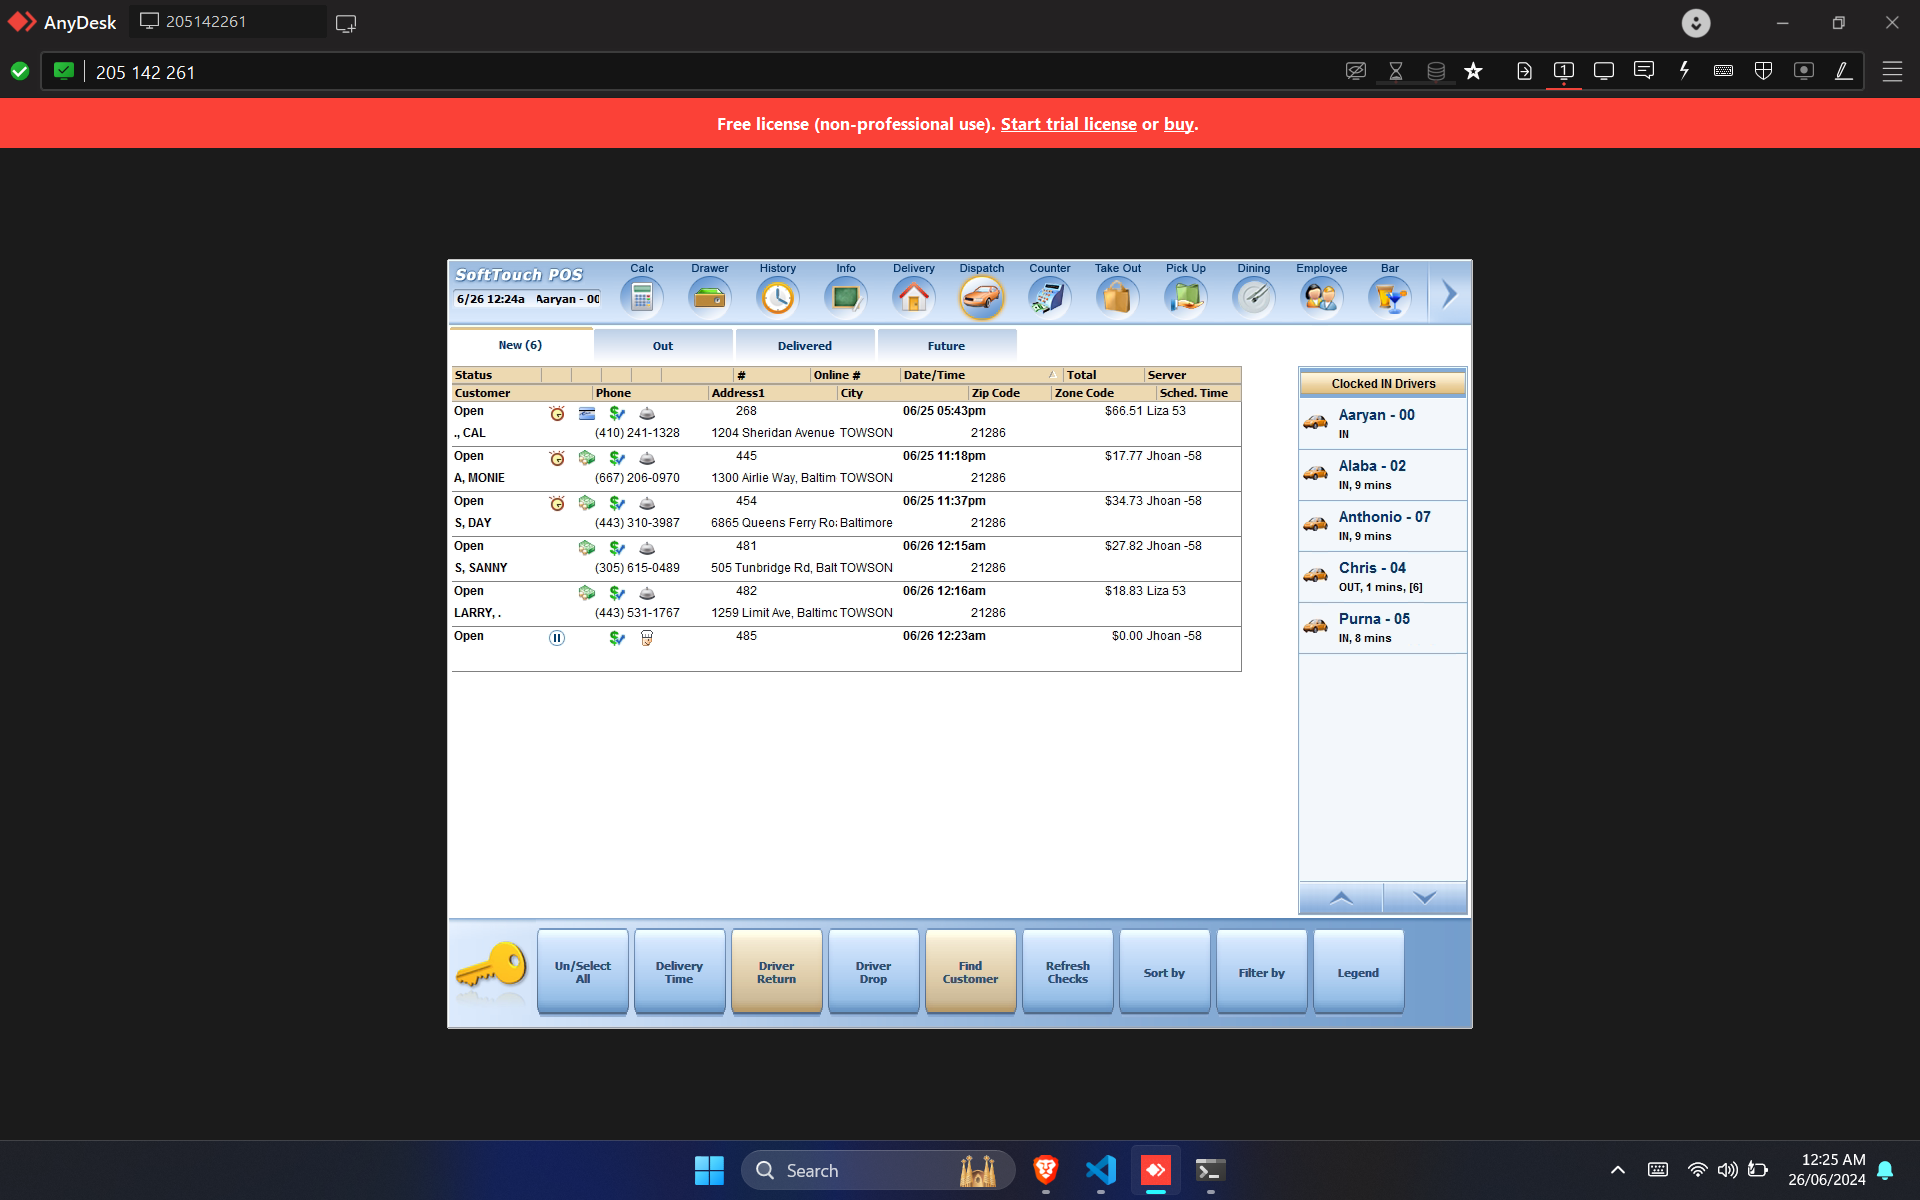 AnyDesk 205142261
205 142 261
Free license (non-professional use). Start trial license or buy.
SoftTouch POS
6/26 12:24a Aaryan - 00
Calc Drawer History Info Delivery Dispatch Counter Take Out Pick Up Dining Employee Bar
New (6) Out Delivered Future
Status # Online # Date/Time Total Server
Customer Phone Address1 City Zip Code Zone Code Sched. Time
Open 268 06/25 05:43pm $66.51 Liza 53
., CAL (410) 241-1328 1204 Sheridan Avenue TOWSON 21286
Open 445 06/25 11:18pm $17.77 Jhoan -58
A, MONIE (667) 206-0970 1300 Airlie Way, Baltim TOWSON 21286
Open 454 06/25 11:37pm $34.73 Jhoan -58
S, DAY (443) 310-3987 6865 Queens Ferry Ro Baltimore 21286
Open 481 06/26 12:15am $27.82 Jhoan -58
S, SANNY (305) 615-0489 505 Tunbridge Rd, Balt TOWSON 21286
Open 482 06/26 12:16am $18.83 Liza 53
LARRY, . (443) 531-1767 1259 Limit Ave, Baltimc TOWSON 21286
Open 485 06/26 12:23am $0.00 Jhoan -58
Clocked IN Drivers
Aaryan - 00
IN
Alaba - 02
IN, 9 mins
Anthonio - 07
IN, 9 mins
Chris - 04
OUT, 1 mins, [6]
Purna - 05
IN, 8 mins
Un/Select All
Delivery Time
Driver Return
Driver Drop
Find Customer
Refresh Checks
Sort by
Filter by
Legend
Search
12:25 AM
26/06/2024